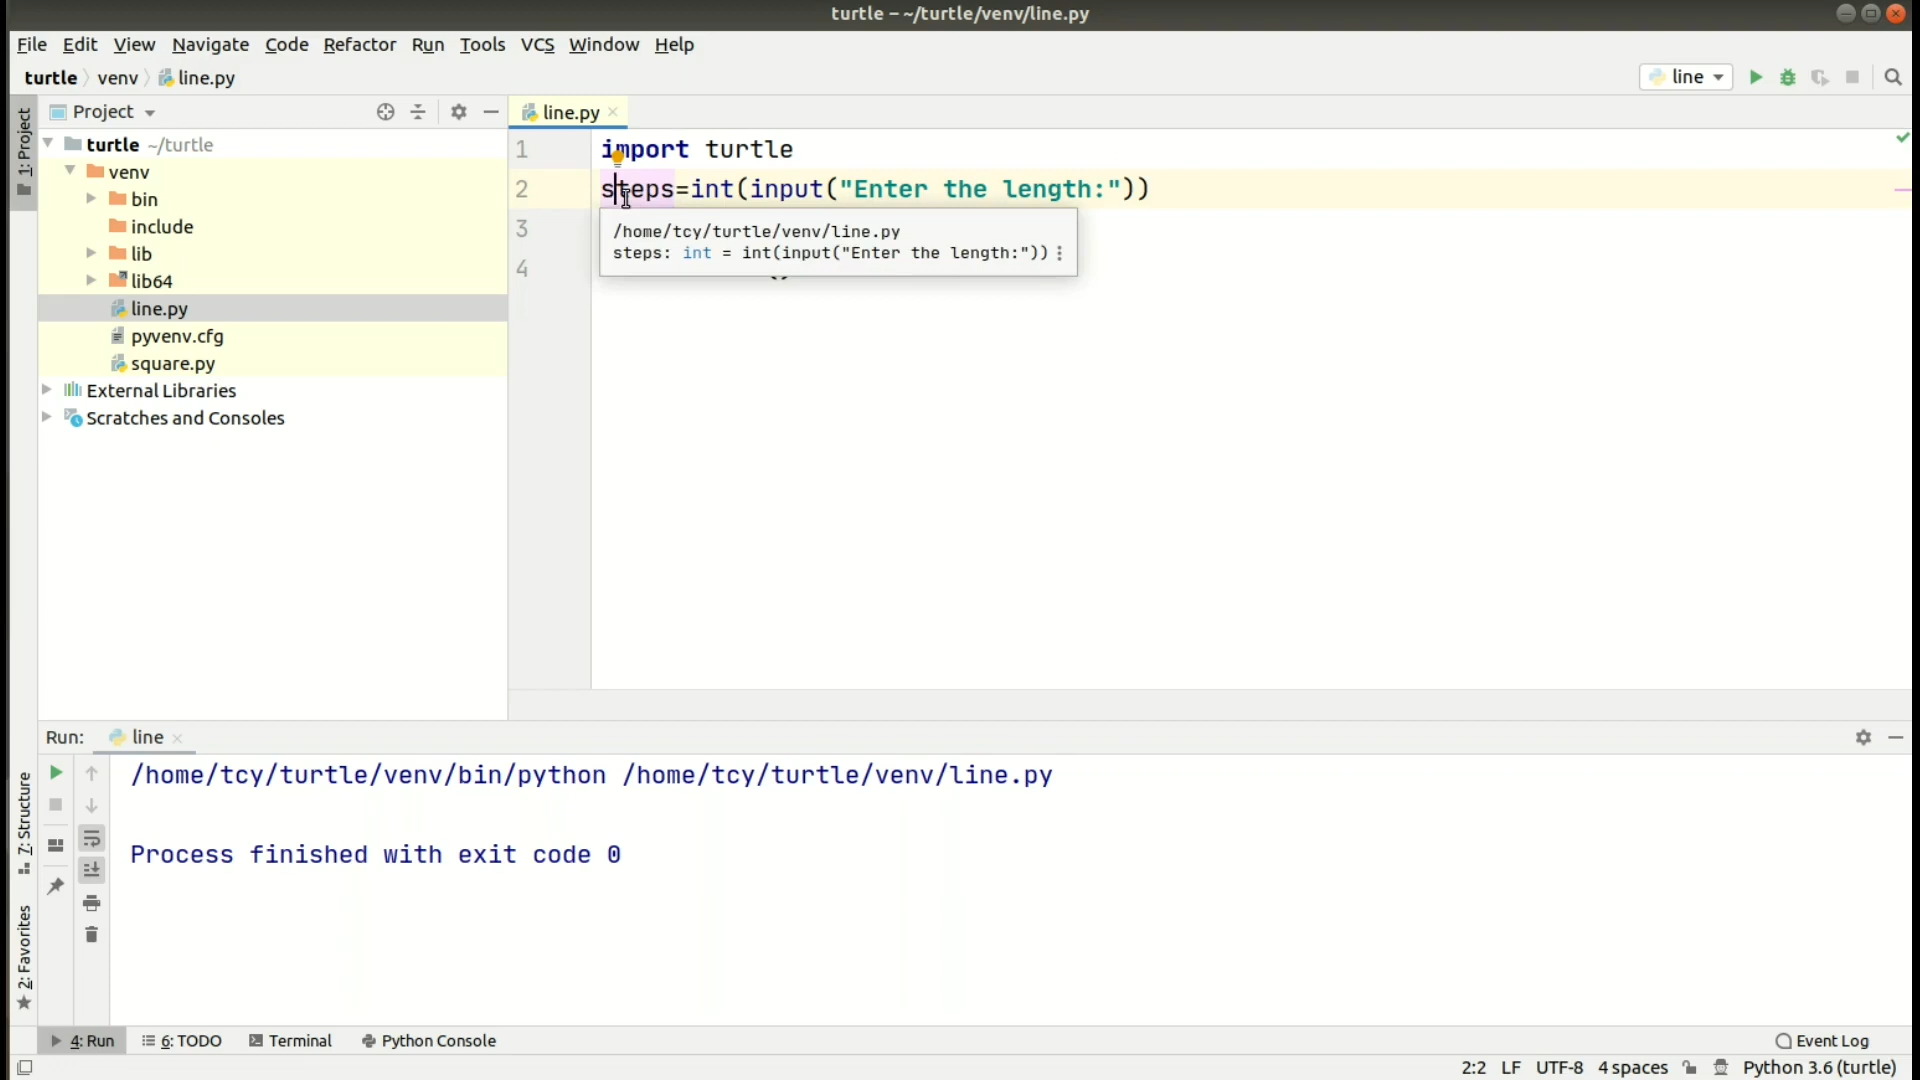 turtle – ~/turtle/venv/line.py
File Edit View Navigate Code Refactor Run Tools VCS Window Help
turtle venv line.py
line
1: Project
Project
line.py
turtle ~/turtle
venv
bin
include
lib
lib64
line.py
pyvenv.cfg
square.py
External Libraries
Scratches and Consoles
1 import turtle
2 steps=int(input("Enter the length:"))
3
4
/home/tcy/turtle/venv/line.py
steps: int = int(input("Enter the length:"))
Run: line
/home/tcy/turtle/venv/bin/python /home/tcy/turtle/venv/line.py
Process finished with exit code 0
7: Structure
2: Favorites
4: Run 6: TODO Terminal Python Console Event Log
2:2 LF UTF-8 4 spaces Python 3.6 (turtle)